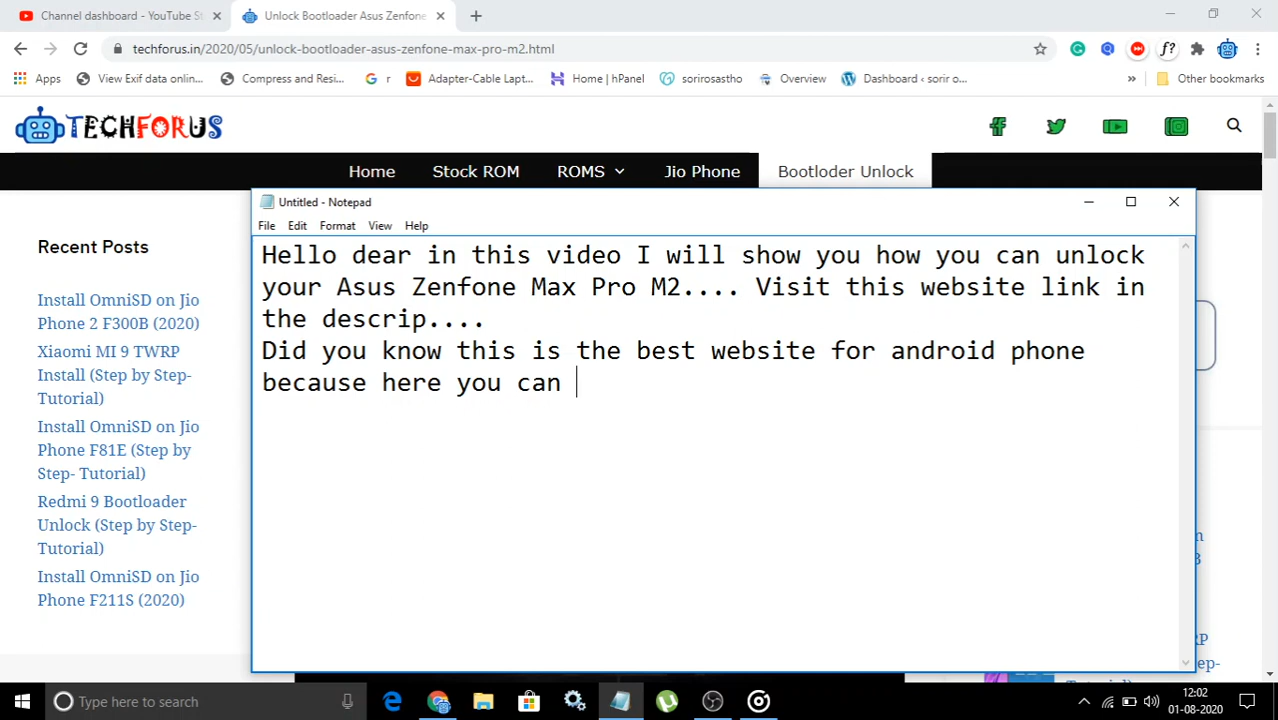 Channel dashboard - YouTube St
Unlock Bootloader Asus Zenfone
techforus.in/2020/05/unlock-bootloader-asus-zenfone-max-pro-m2.html
Apps View Exif data onlin... Compress and Resi... r Adapter-Cable Lapt... Home | hPanel sorirosastho Overview Dashboard ‹ sorir o... » Other bookmarks
TECHFORUS
Home Stock ROM ROMS Jio Phone Bootloder Unlock
Recent Posts
Install OmniSD on Jio
Phone 2 F300B (2020)
Xiaomi MI 9 TWRP
Install (Step by Step-
Tutorial)
Install OmniSD on Jio
Phone F81E (Step by
Step- Tutorial)
Redmi 9 Bootloader
Unlock (Step by Step-
Tutorial)
Install OmniSD on Jio
Phone F211S (2020)
Untitled - Notepad
File Edit Format View Help
Hello dear in this video I will show you how you can unlock
your Asus Zenfone Max Pro M2.... Visit this website link in
the descrip....
Did you know this is the best website for android phone
because here you can
Type here to search
12:02
01-08-2020